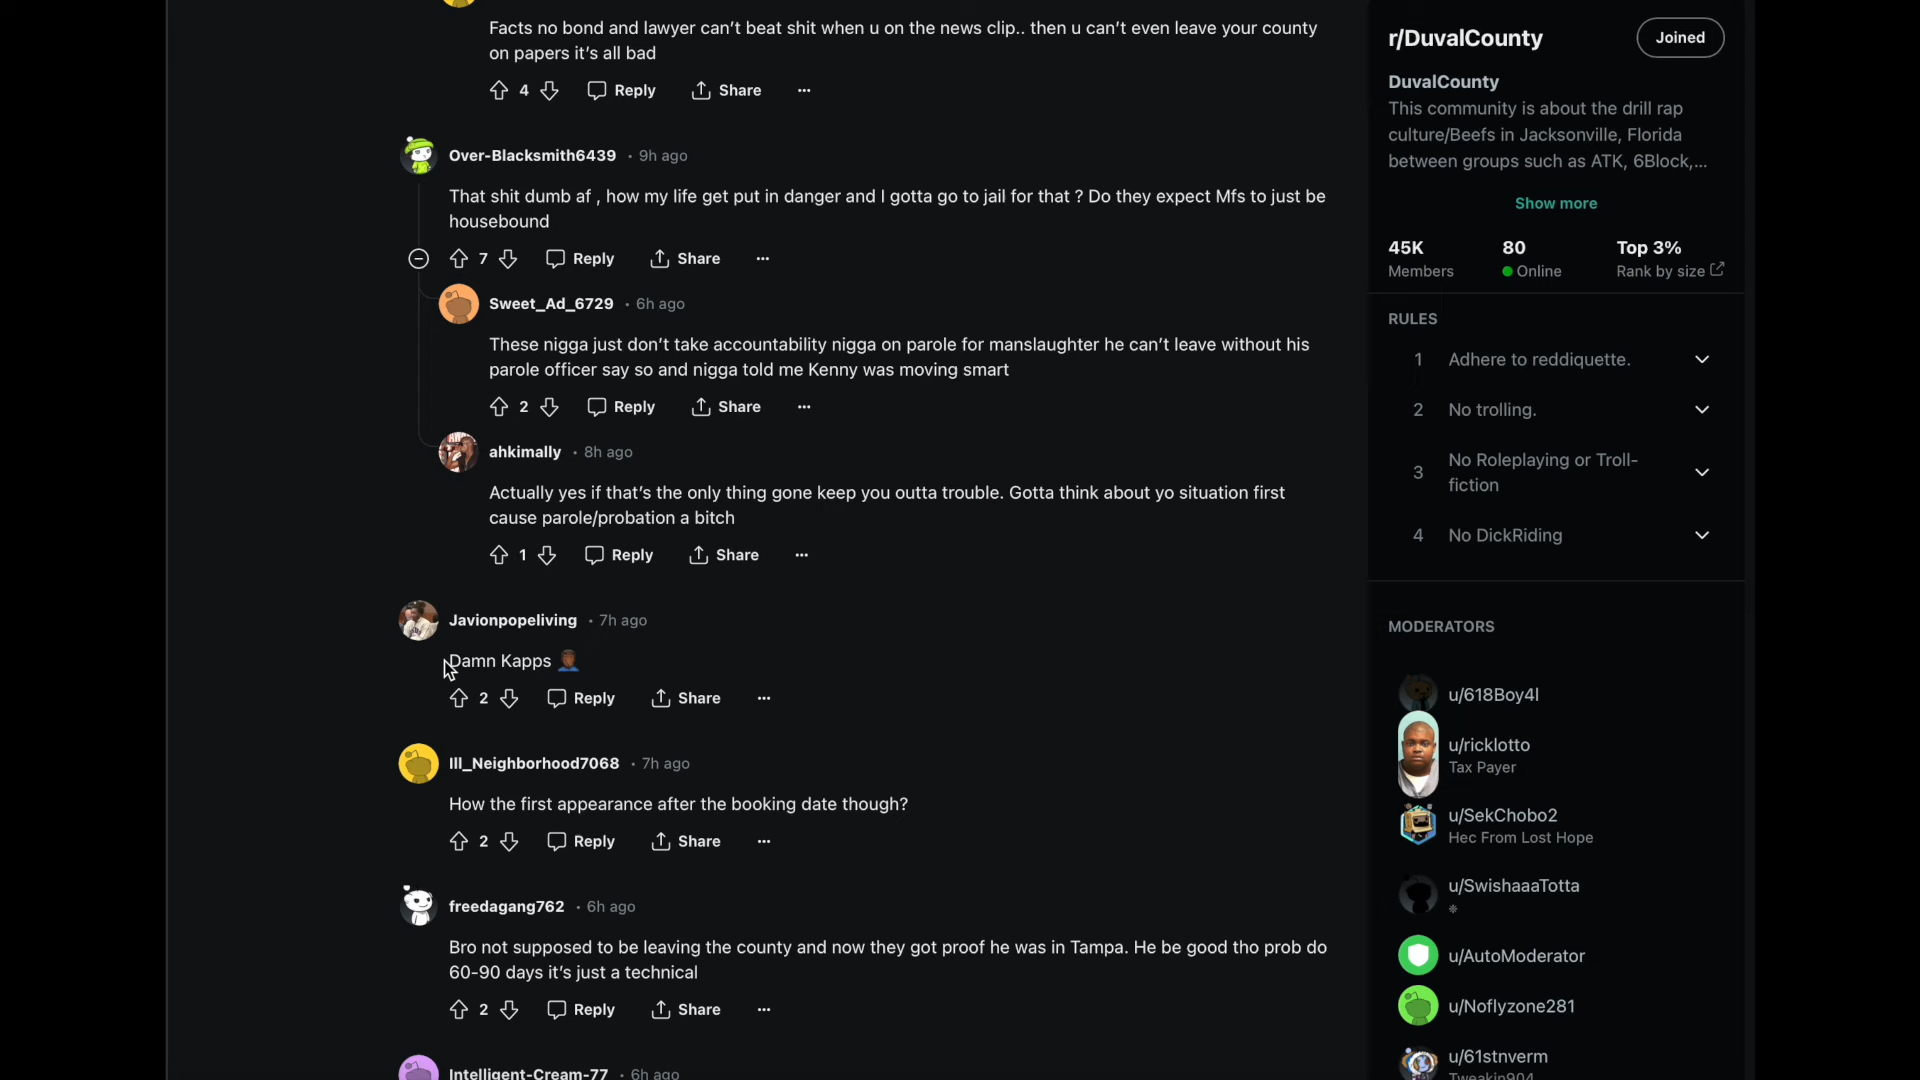 Facts no bond and lawyer can’t beat shit when u on the news clip.. then u can’t even leave your county
on papers it’s all bad
4 Reply Share ...
Over-Blacksmith6439 • 9h ago
That shit dumb af , how my life get put in danger and I gotta go to jail for that ? Do they expect Mfs to just be
housebound
7 Reply Share ...
Sweet_Ad_6729 • 6h ago
These nigga just don’t take accountability nigga on parole for manslaughter he can’t leave without his
parole officer say so and nigga told me Kenny was moving smart
2 Reply Share ...
ahkimally • 8h ago
Actually yes if that’s the only thing gone keep you outta trouble. Gotta think about yo situation first
cause parole/probation a bitch
1 Reply Share ...
Javionpopeliving • 7h ago
Damn Kapps 🤦🏾‍♂️
2 Reply Share ...
Ill_Neighborhood7068 • 7h ago
How the first appearance after the booking date though?
2 Reply Share ...
freedagang762 • 6h ago
Bro not supposed to be leaving the county and now they got proof he was in Tampa. He be good tho prob do
60-90 days it’s just a technical
2 Reply Share ...
Intelligent-Cream-77 • 6h ago
r/DuvalCounty Joined
DuvalCounty
This community is about the drill rap
culture/Beefs in Jacksonville, Florida
between groups such as ATK, 6Block,...
Show more
45K 80 Top 3%
Members Online Rank by size
RULES
1 Adhere to reddiquette.
2 No trolling.
3 No Roleplaying or Troll-
fiction
4 No DickRiding
MODERATORS
u/618Boy4l
u/ricklotto
Tax Payer
u/SekChobo2
Hec From Lost Hope
u/SwishaaaTotta
u/AutoModerator
u/Noflyzone281
u/61stnverm
Tweakin904